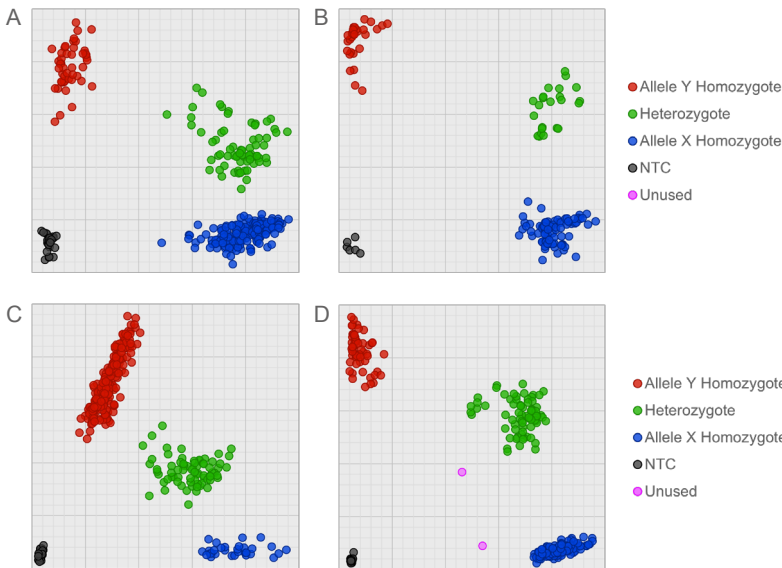 A
B
Allele Y Homozygote
Heterozygote
Allele X Homozygote
NTC
Unused
C
D
Allele Y Homozygote
Heterozygote
Allele X Homozygote
NTC
Unused